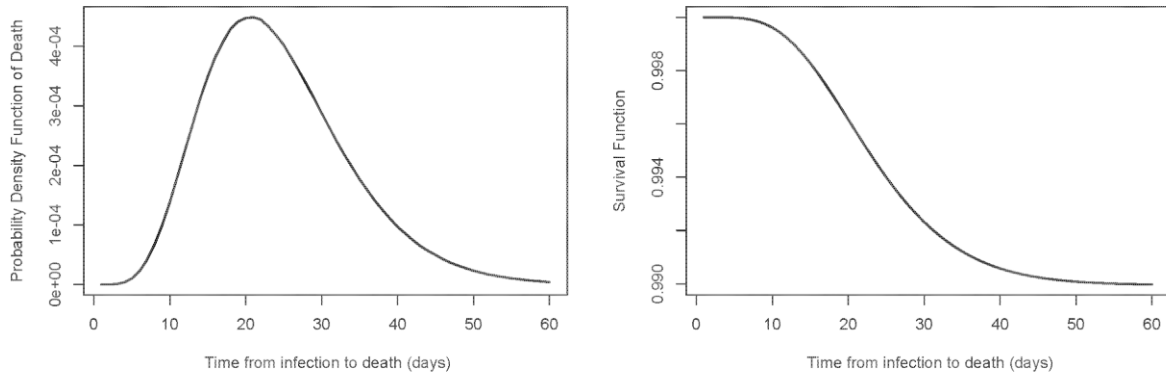 Probability Density Function of Death
4e-04
3e-04
2e-04
1e-04
0e+00
0 10 20 30 40 50 60
Time from infection to death (days)
Survival Function
0.998
0.994
0.990
0 10 20 30 40 50 60
Time from infection to death (days)